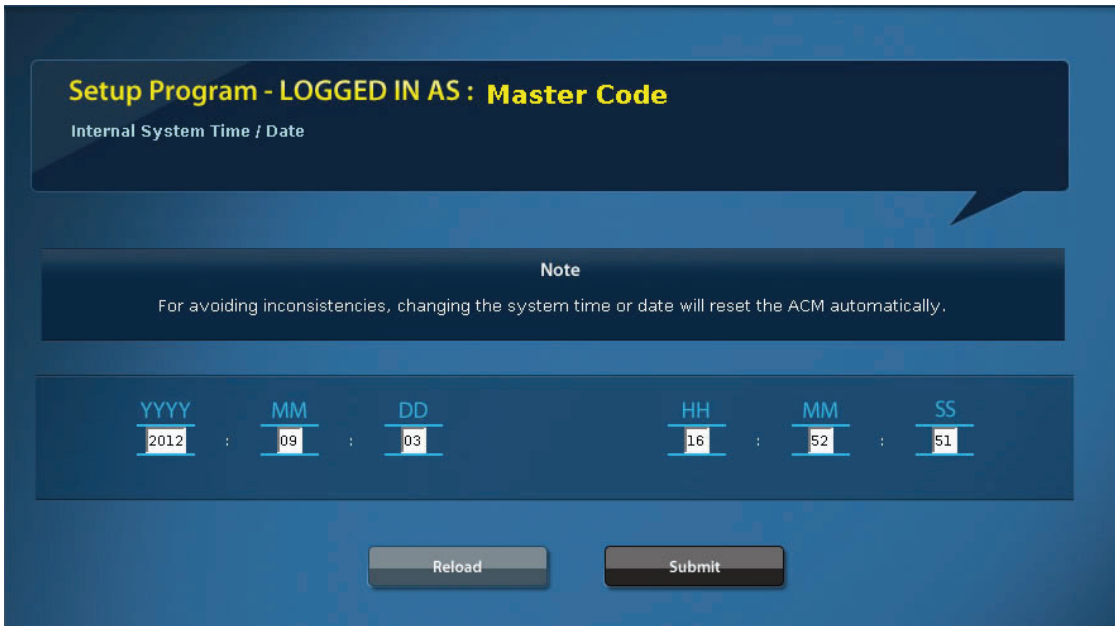 Setup Program - LOGGED IN AS : Master Code
Internal System Time / Date
Note
For avoiding inconsistencies, changing the system time or date will reset the ACM automatically.
YYYY MM DD HH MM SS
2012 : 09 : 03 16 : 52 : 51
Reload Submit